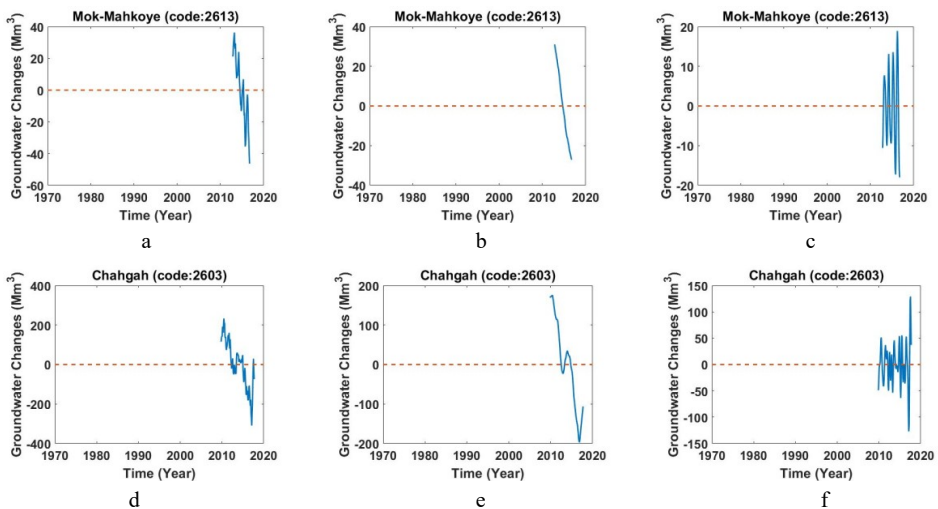 Mok-Mahkoye (code:2613)
Groundwater Changes (Mm³)
40
20
0
-20
-40
-60
1970 1980 1990 2000 2010 2020
Time (Year)
a
Mok-Mahkoye (code:2613)
Groundwater Changes (Mm³)
40
20
0
-20
40
1970 1980 1990 2000 2010 2020
Time (Year)
b
Mok-Mahkoye (code:2613)
Groundwater Changes (Mm³)
20
10
0
-10
-20
1970 1980 1990 2000 2010 2020
Time (Year)
c
Chahgah (code:2603)
Groundwater Changes (Mm³)
400
200
0
-200
-400
1970 1980 1990 2000 2010 2020
Time (Year)
d
Chahgah (code:2603)
Groundwater Changes (Mm³)
200
100
0
-100
-200
1970 1980 1990 2000 2010 2020
Time (Year)
e
Chahgah (code:2603)
Groundwater Changes (Mm³)
150
100
50
0
-50
-100
-150
1970 1980 1990 2000 2010 2020
Time (Year)
f